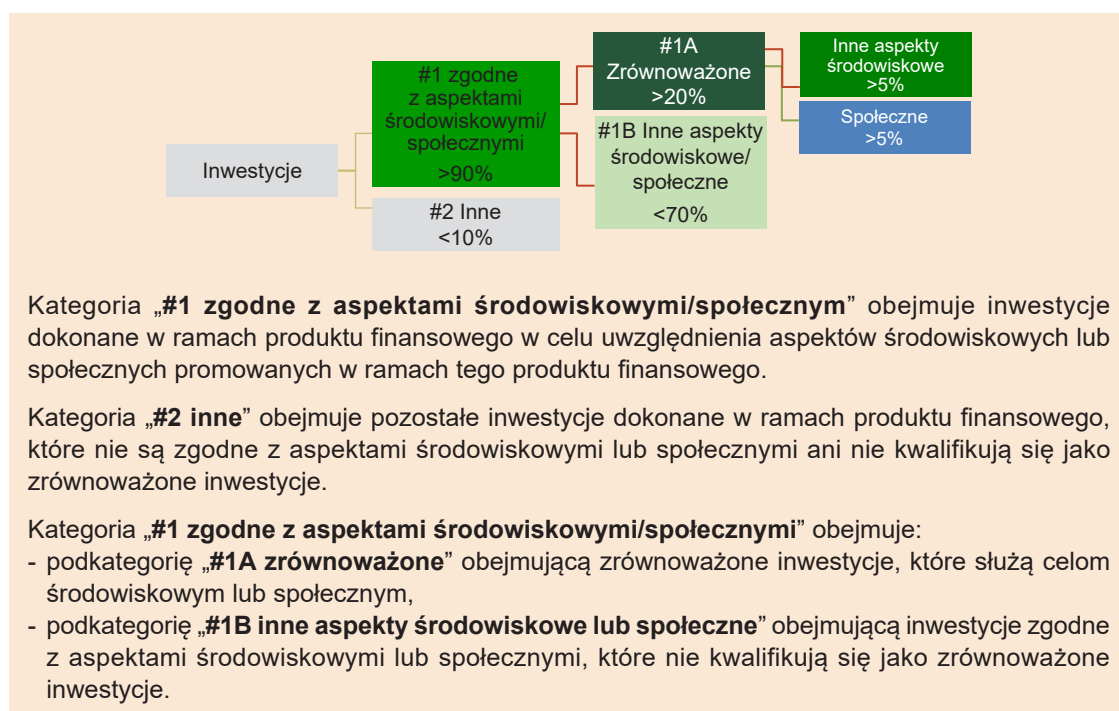 Inwestycje
#1 zgodne
z aspektami
środowiskowymi/
społecznymi
>90%
#2 Inne
<10%
#1A
Zrównoważone
>20%
#1B Inne aspekty
środowiskowe/
społeczne
<70%
Inne aspekty
środowiskowe
>5%
Społeczne
>5%
Kategoria „#1 zgodne z aspektami środowiskowymi/społecznym” obejmuje inwestycje
dokonane w ramach produktu finansowego w celu uwzględnienia aspektów środowiskowych lub
społecznych promowanych w ramach tego produktu finansowego.
Kategoria „#2 inne” obejmuje pozostałe inwestycje dokonane w ramach produktu finansowego,
które nie są zgodne z aspektami środowiskowymi lub społecznymi ani nie kwalifikują się jako
zrównoważone inwestycje.
Kategoria „#1 zgodne z aspektami środowiskowymi/społecznymi” obejmuje:
- podkategorię „#1A zrównoważone” obejmującą zrównoważone inwestycje, które służą celom
środowiskowym lub społecznym,
- podkategorię „#1B inne aspekty środowiskowe lub społeczne” obejmującą inwestycje zgodne
z aspektami środowiskowymi lub społecznymi, które nie kwalifikują się jako zrównoważone
inwestycje.